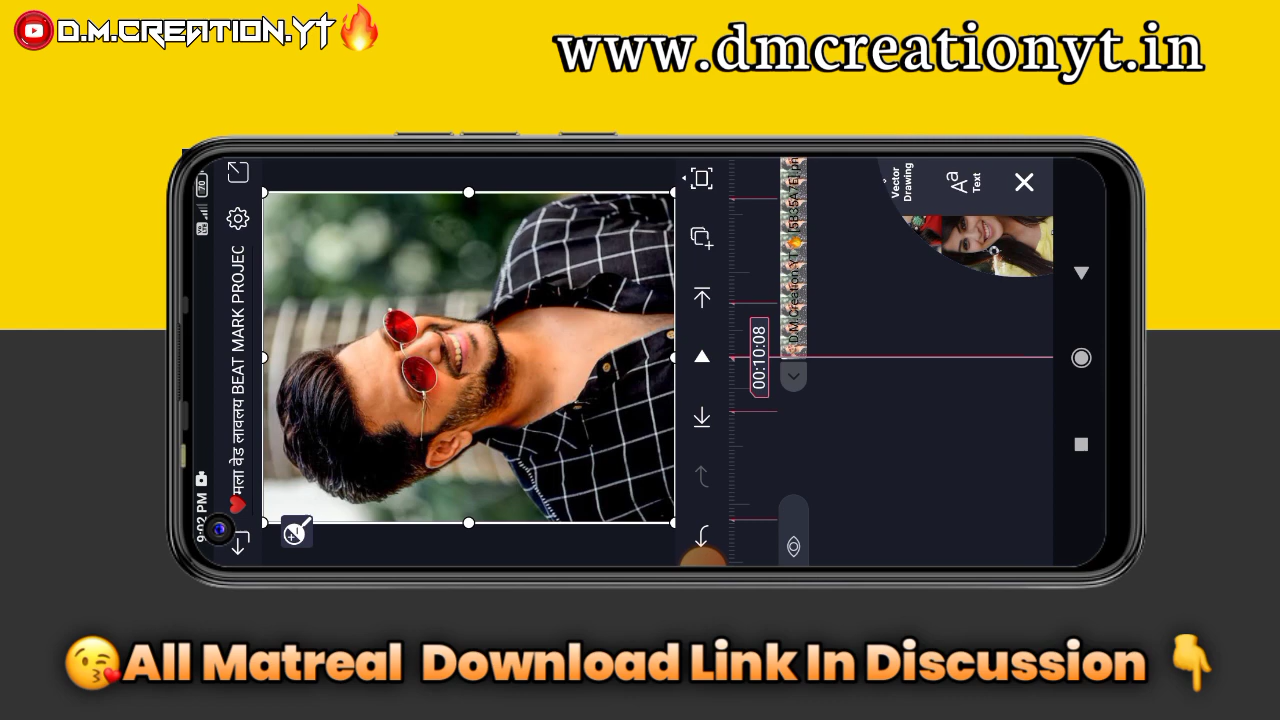 D.M.CREATION.YT🔥
www.dmcreationyt.in
9:02 PM
70
❤️ मला वेड लावलय BEAT MARK PROJEC
00:10:08
Vector
Drawing
Aa
Text
😘All Matreal Download Link In Discussion 👇